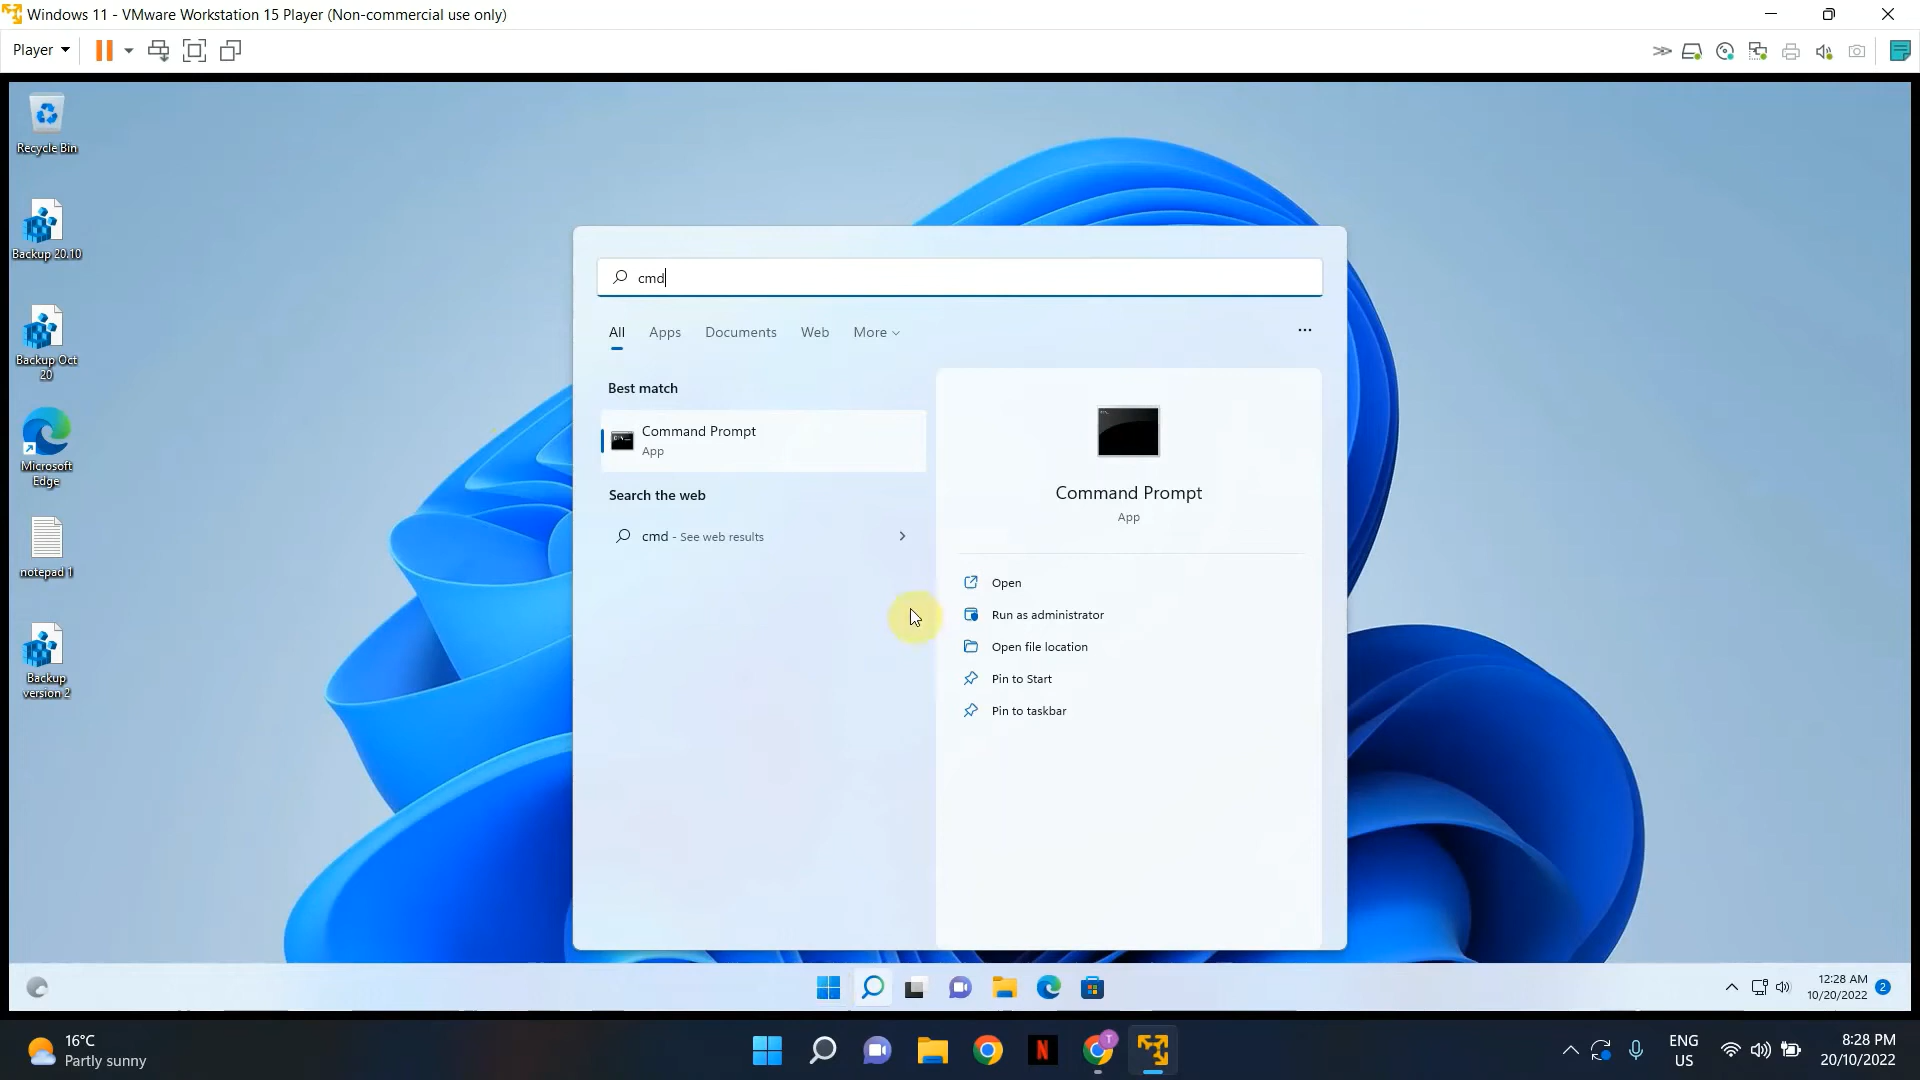 Windows 11 - VMware Workstation 15 Player (Non-commercial use only)
Player
Recycle Bin
Backup 20.10
Backup Oct
20
Microsoft
Edge
notepad 1
Backup
version 2
cmd
All
Apps
Documents
Web
More
Best match
Command Prompt
App
Search the web
cmd - See web results
Command Prompt
App
Open
Run as administrator
Open file location
Pin to Start
Pin to taskbar
12:28 AM
10/20/2022
2
16°C
Partly sunny
N
T
ENG
US
8:28 PM
20/10/2022